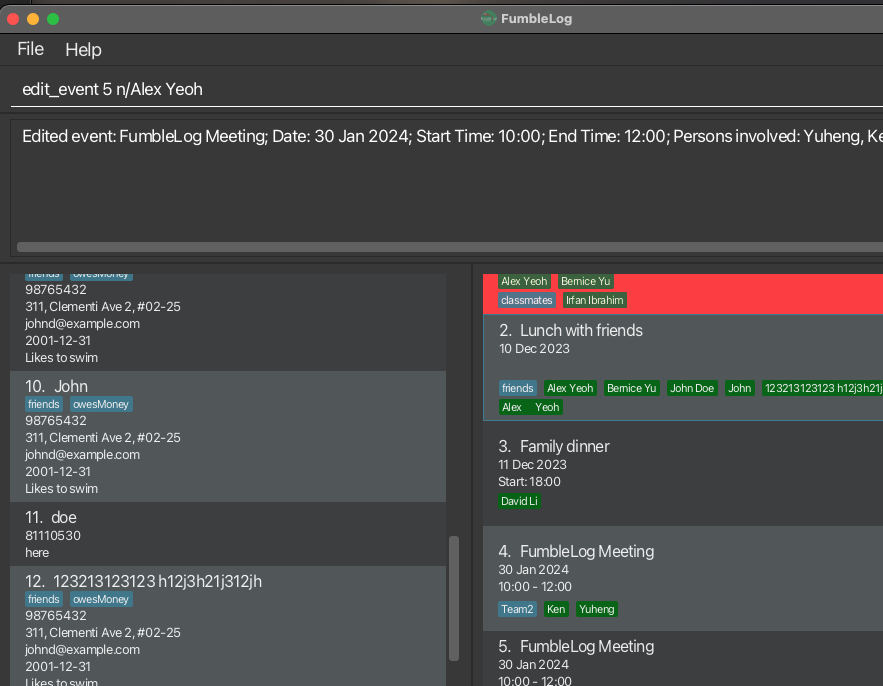 FumbleLog
File Help
edit_event 5 n/Alex Yeoh
Edited event: FumbleLog Meeting; Date: 30 Jan 2024; Start Time: 10:00; End Time: 12:00; Persons involved: Yuheng, Ke
friends owesMoney
98765432
311, Clementi Ave 2, #02-25
johnd@example.com
2001-12-31
Likes to swim
10. John
friends owesMoney
98765432
311, Clementi Ave 2, #02-25
johnd@example.com
2001-12-31
Likes to swim
11. doe
81110530
here
12. 123213123123 h12j3h21j312jh
friends owesMoney
98765432
311, Clementi Ave 2, #02-25
johnd@example.com
2001-12-31
Likes to swim
Alex Yeoh Bernice Yu
classmates Irfan Ibrahim
2. Lunch with friends
10 Dec 2023
friends Alex Yeoh Bernice Yu John Doe John 123213123123 h12j3h21j
Alex Yeoh
3. Family dinner
11 Dec 2023
Start: 18:00
David Li
4. FumbleLog Meeting
30 Jan 2024
10:00 - 12:00
Team2 Ken Yuheng
5. FumbleLog Meeting
30 Jan 2024
10:00 - 12:00